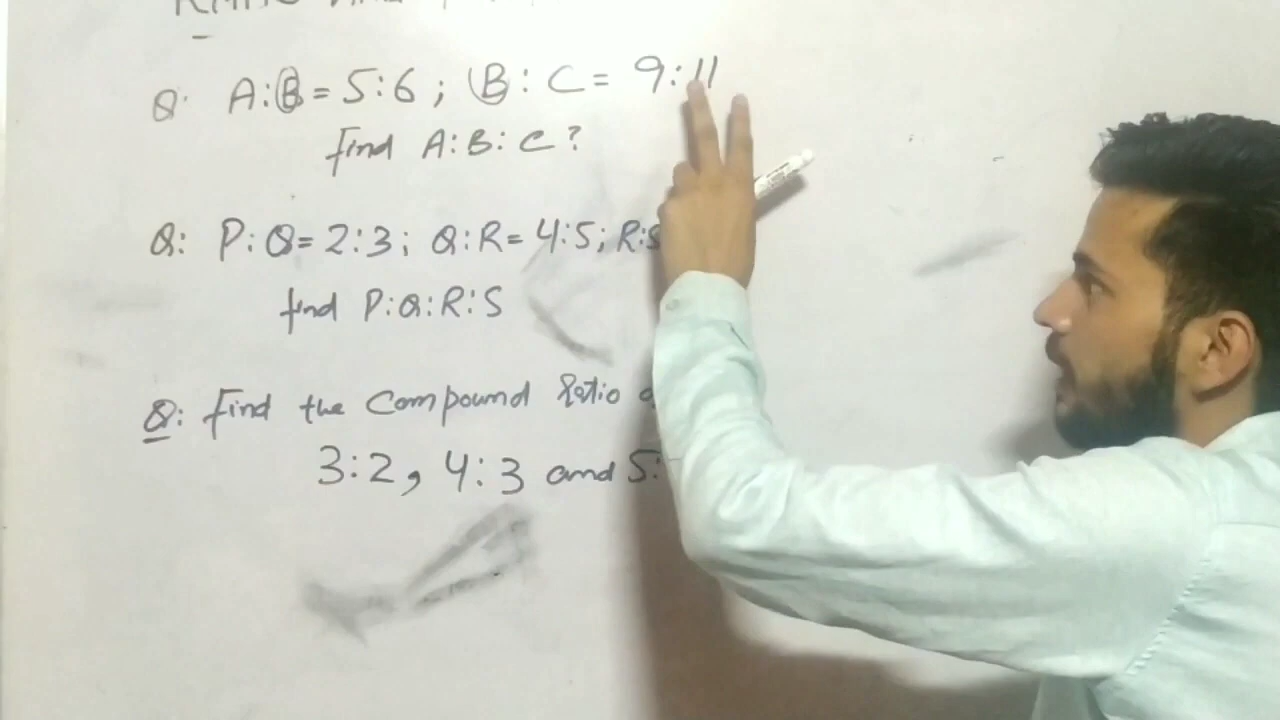 Q: A:B = 5:6 ; B : C = 9:11
find A:B:C?
Q: P:Q = 2:3 ; Q:R = 4:5; R:S
find P:Q:R:S
Q: Find the Compound Ratio
3:2, 4:3 and 5: